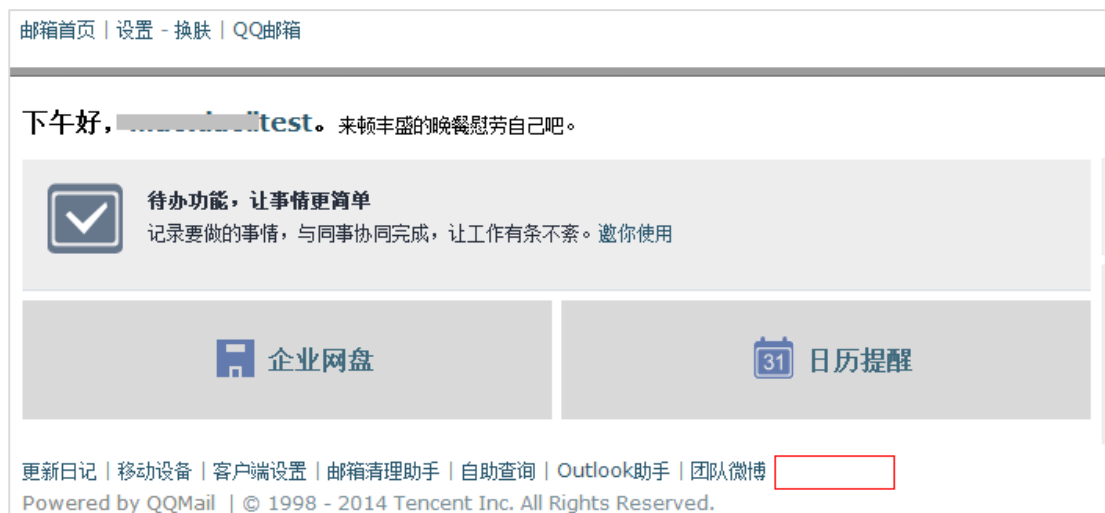 邮箱首页 | 设置 - 换肤 | QQ邮箱
下午好，test。来顿丰盛的晚餐慰劳自己吧。
待办功能，让事情更简单
记录要做的事情，与同事协同完成，让工作有条不紊。邀你使用
企业网盘
31 日历提醒
更新日记 | 移动设备 | 客户端设置 | 邮箱清理助手 | 自助查询 | Outlook助手 | 团队微博
Powered by QQMail | © 1998 - 2014 Tencent Inc. All Rights Reserved.